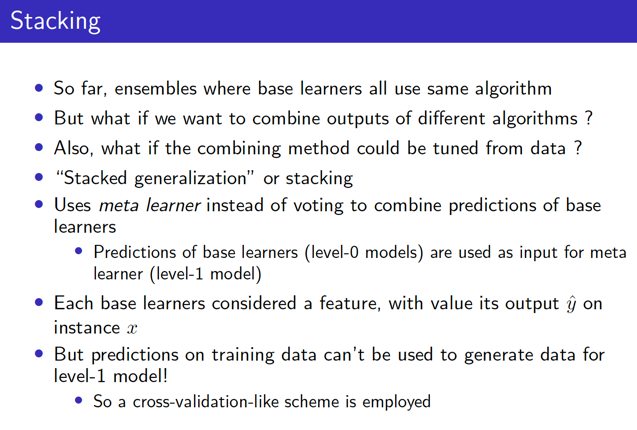 Stacking
• So far, ensembles where base learners all use same algorithm
• But what if we want to combine outputs of different algorithms ?
• Also, what if the combining method could be tuned from data ?
• “Stacked generalization” or stacking
• Uses meta learner instead of voting to combine predictions of base
learners
• Predictions of base learners (level-0 models) are used as input for meta
learner (level-1 model)
• Each base learners considered a feature, with value its output ŷ on
instance x
• But predictions on training data can’t be used to generate data for
level-1 model!
• So a cross-validation-like scheme is employed